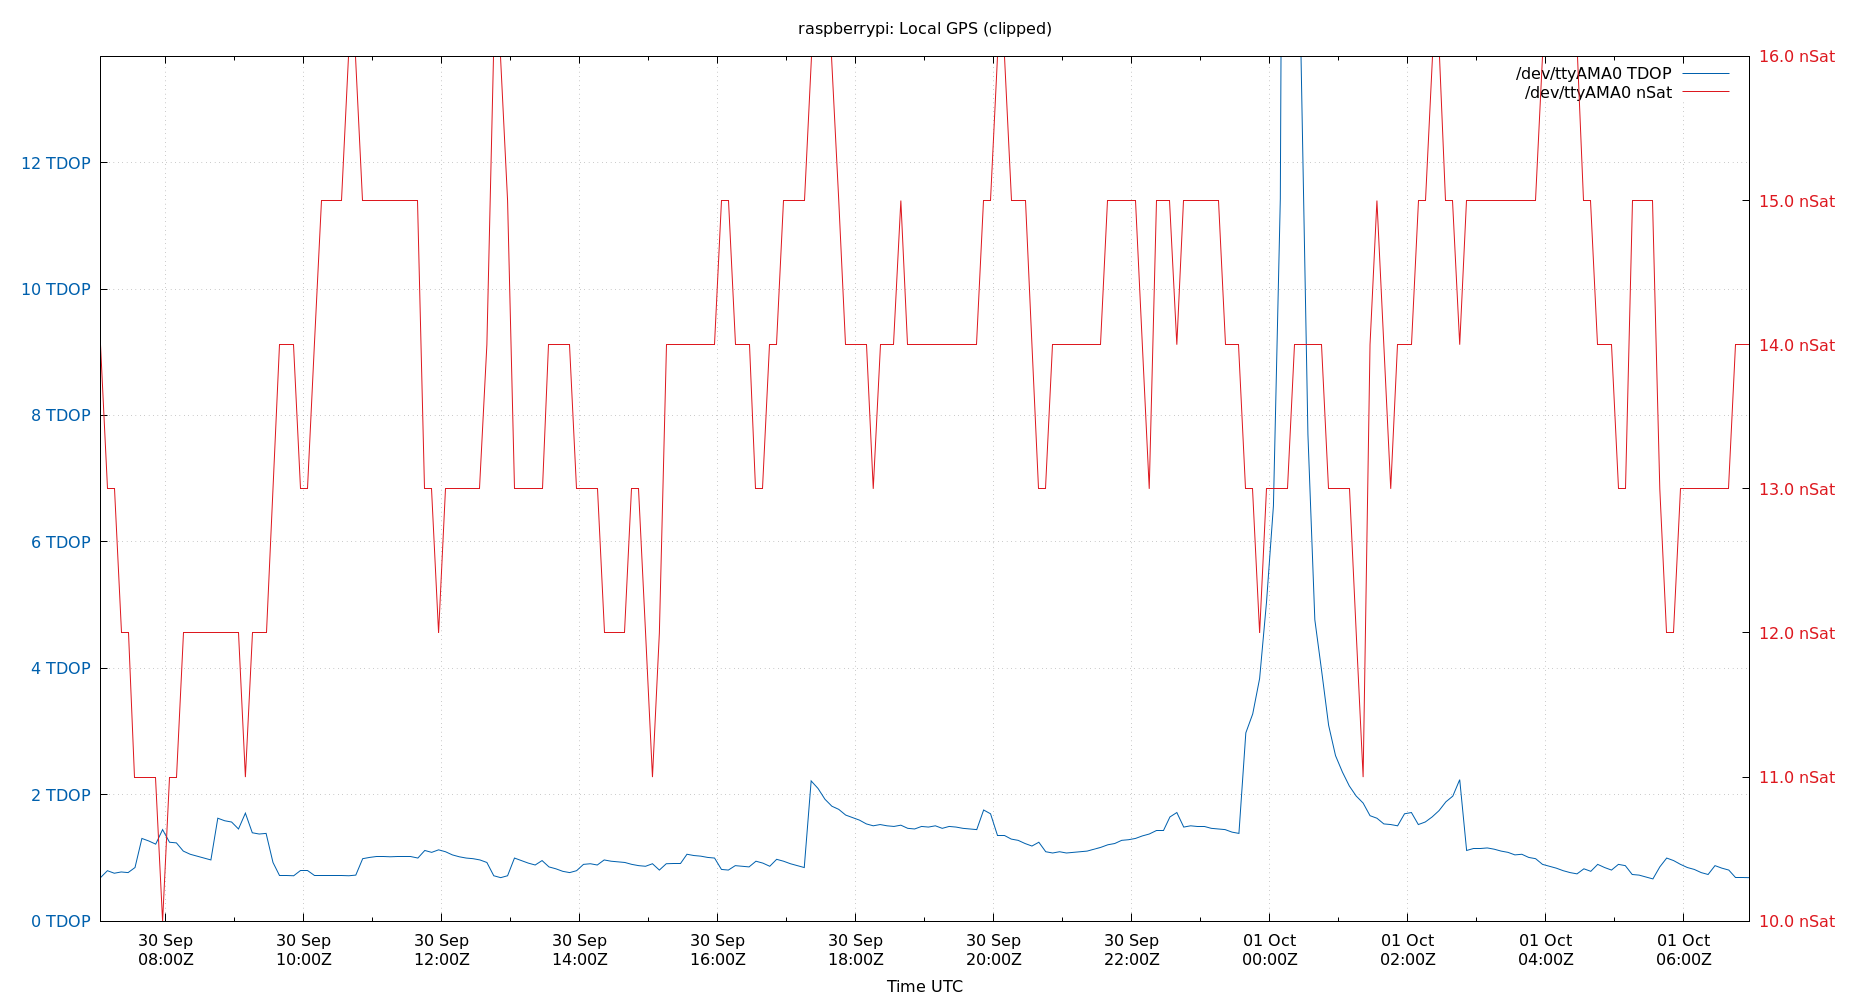 raspberrypi: Local GPS (clipped)
/dev/ttyAMA0 TDOP
/dev/ttyAMA0 nSat
12 TDOP
10 TDOP
8 TDOP
6 TDOP
4 TDOP
2 TDOP
0 TDOP
16.0 nSat
15.0 nSat
14.0 nSat
13.0 nSat
12.0 nSat
11.0 nSat
10.0 nSat
30 Sep 30 Sep 30 Sep 30 Sep 30 Sep 30 Sep 30 Sep 30 Sep 01 Oct 01 Oct 01 Oct 01 Oct
08:00Z 10:00Z 12:00Z 14:00Z 16:00Z 18:00Z 20:00Z 22:00Z 00:00Z 02:00Z 04:00Z 06:00Z
Time UTC